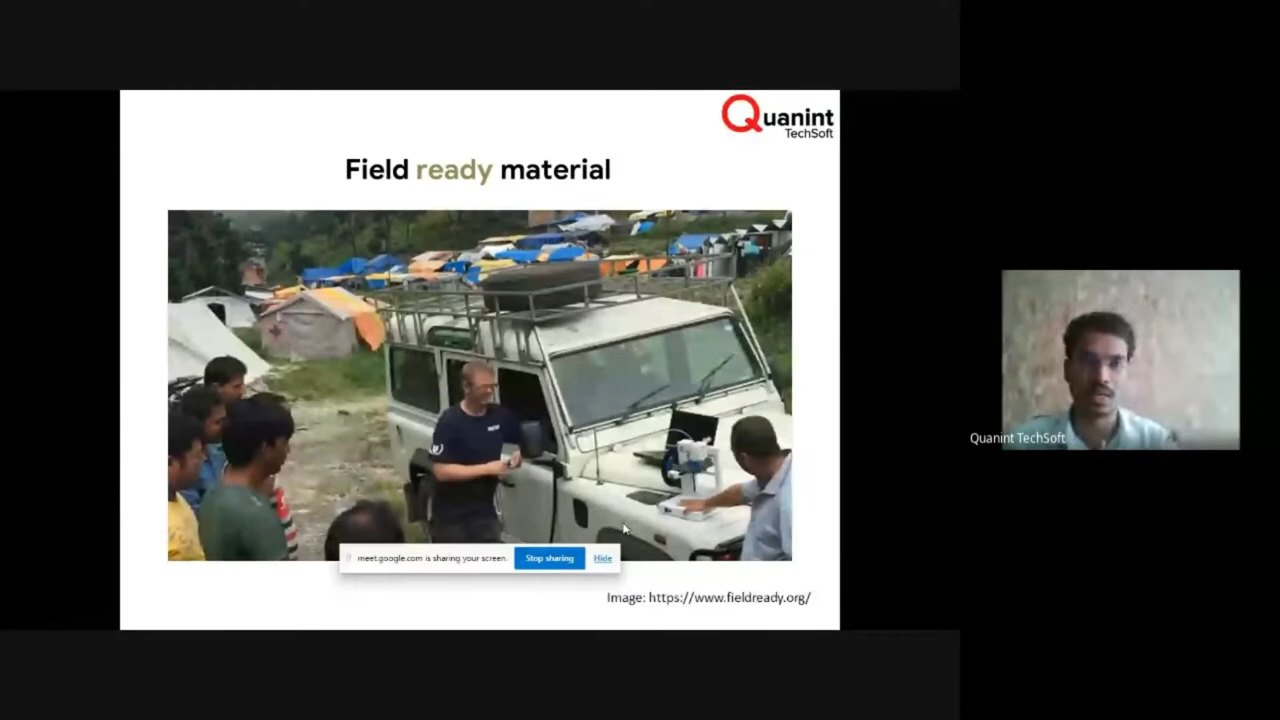 Quanint
TechSoft
Field ready material
meet.google.com is sharing your screen. Stop sharing Hide
Image: https://www.fieldready.org/
Quanint TechSoft